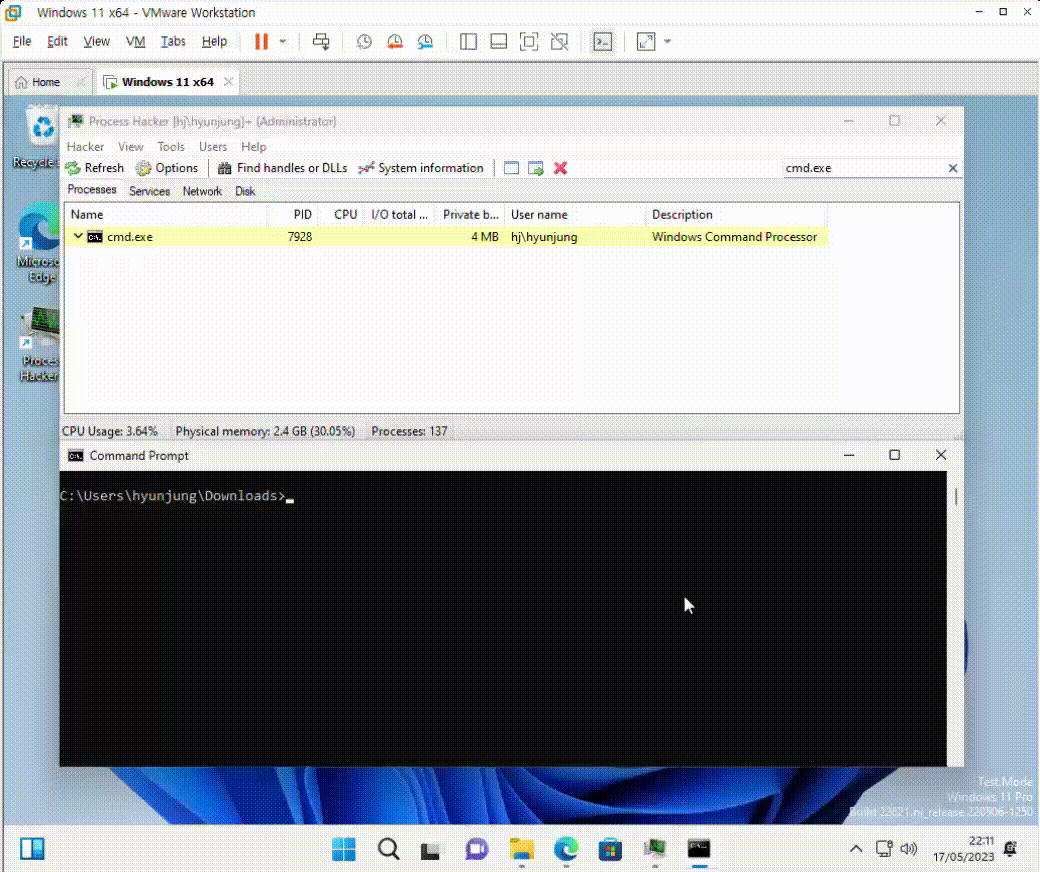 Windows 11 x64 - VMware Workstation
File Edit View VM Tabs Help
Home Windows 11 x64
Recycle
Process Hacker [hj\hyunjung]+ (Administrator)
Hacker View Tools Users Help
Refresh Options Find handles or DLLs System information cmd.exe
Processes Services Network Disk
Name PID CPU I/O total ... Private b... User name Description
cmd.exe 7928 4 MB hj\hyunjung Windows Command Processor
Microso
Edge
Proces
Hacker
CPU Usage: 3.64% Physical memory: 2.4 GB (30.05%) Processes: 137
Command Prompt
C:\Users\hyunjung\Downloads>
Test Mode
Windows 11 Pro
Build 22621.ni_release.220506-1250
22:11
17/05/2023